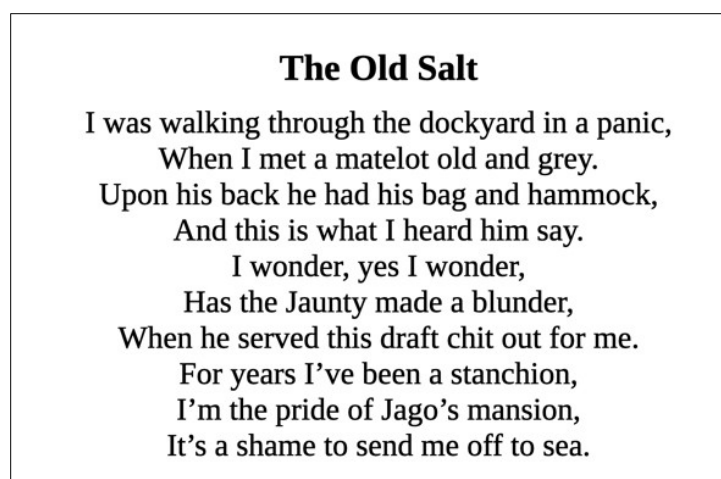 The Old Salt
I was walking through the dockyard in a panic,
When I met a matelot old and grey.
Upon his back he had his bag and hammock,
And this is what I heard him say.
I wonder, yes I wonder,
Has the Jaunty made a blunder,
When he served this draft chit out for me.
For years I’ve been a stanchion,
I’m the pride of Jago’s mansion,
It’s a shame to send me off to sea.